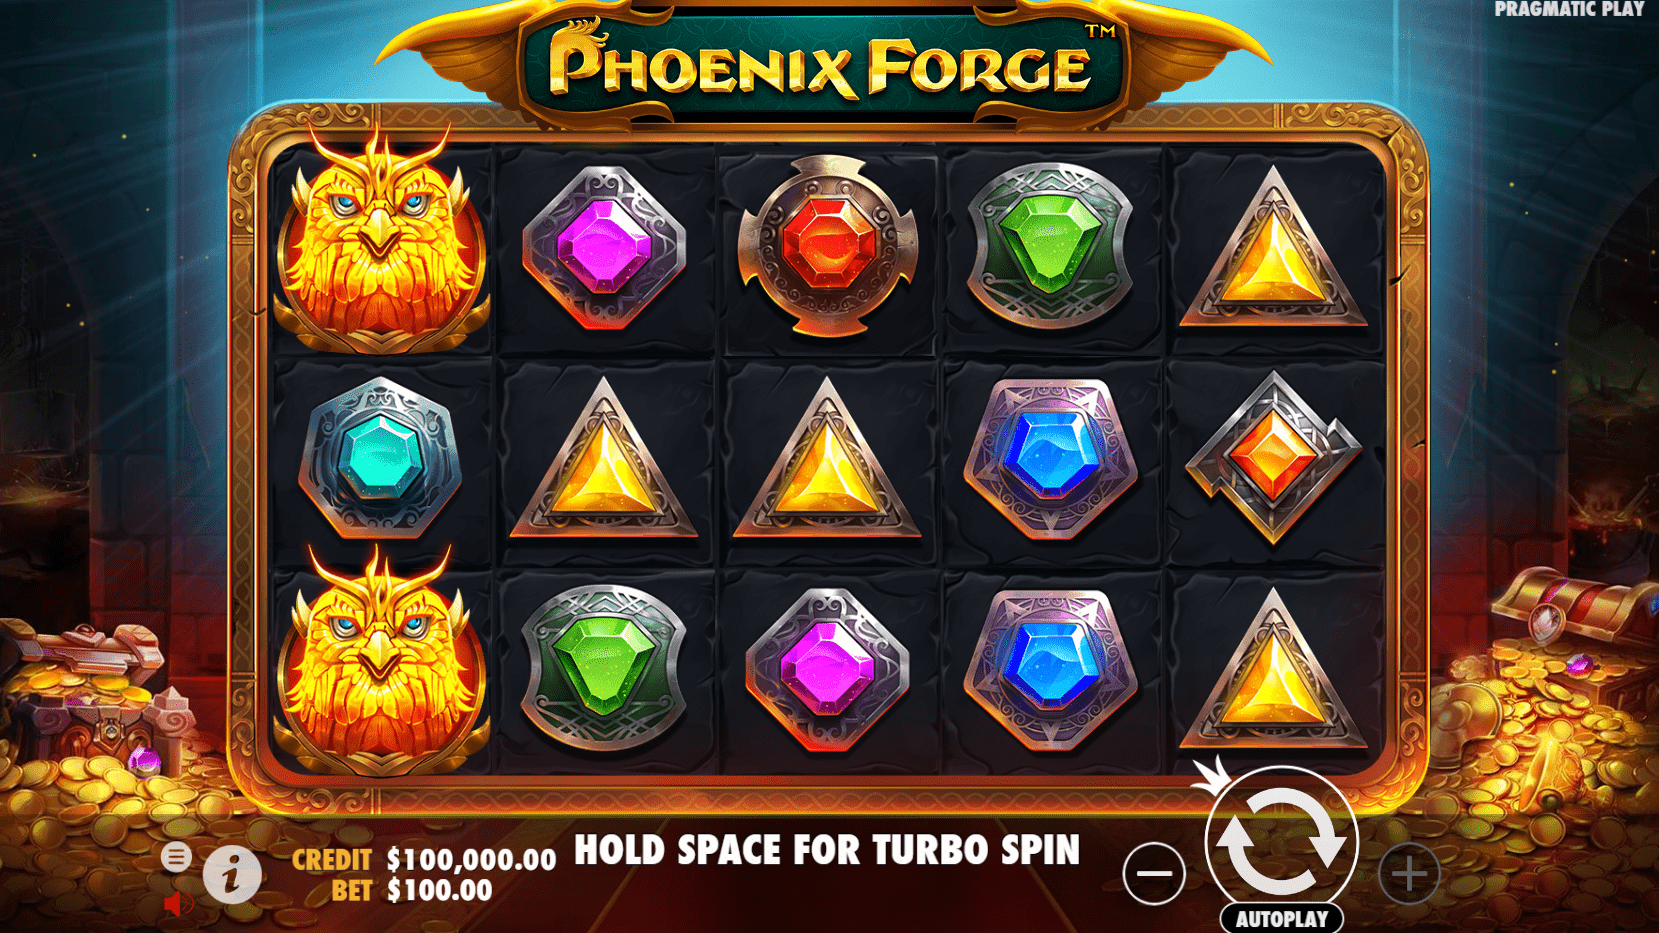 PRAGMATIC PLAY
PHOENIX FORGE™
HOLD SPACE FOR TURBO SPIN
CREDIT $100,000.00
BET $100.00
AUTOPLAY